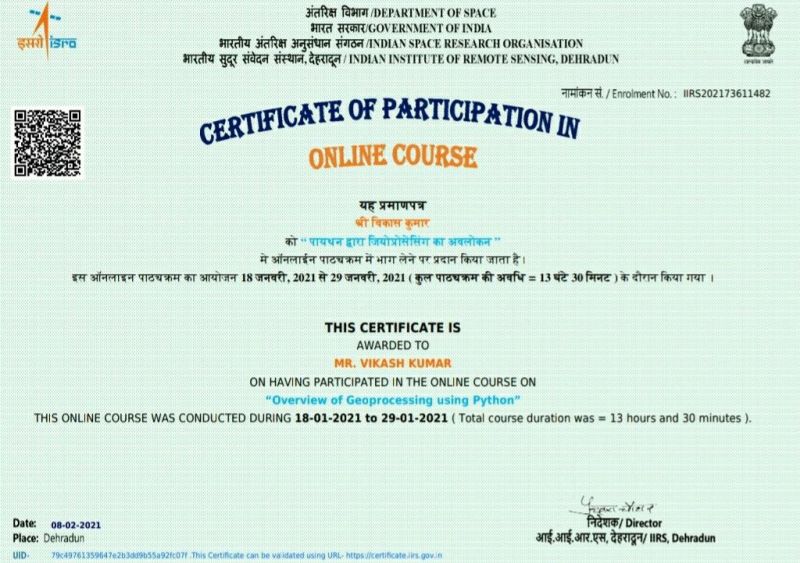 अंतरिक्ष विभाग /DEPARTMENT OF SPACE
भारत सरकार/GOVERNMENT OF INDIA
भारतीय अंतरिक्ष अनुसंधान संगठन /INDIAN SPACE RESEARCH ORGANISATION
भारतीय सुदूर संवेदन संस्थान, देहरादून / INDIAN INSTITUTE OF REMOTE SENSING, DEHRADUN
इसरो isro
सत्यमेव जयते
नामांकन सं. / Enrolment No. : IIRS202173611482
CERTIFICATE OF PARTICIPATION IN
ONLINE COURSE
यह प्रमाणपत्र
श्री विकास कुमार
को “ पायथन द्वारा जियोप्रोसेसिंग का अवलोकन ”
मे ऑनलाईन पाठ्यक्रम में भाग लेने पर प्रदान किया जाता है।
इस ऑनलाइन पाठ्यक्रम का आयोजन 18 जनवरी, 2021 से 29 जनवरी, 2021 ( कुल पाठ्यक्रम की अवधि = 13 घंटे 30 मिनट ) के दौरान किया गया ।
THIS CERTIFICATE IS
AWARDED TO
MR. VIKASH KUMAR
ON HAVING PARTICIPATED IN THE ONLINE COURSE ON
“Overview of Geoprocessing using Python”
THIS ONLINE COURSE WAS CONDUCTED DURING 18-01-2021 to 29-01-2021 ( Total course duration was = 13 hours and 30 minutes ).
निदेशक/ Director
आई.आई.आर.एस, देहरादून/ IIRS, Dehradun
Date: 08-02-2021
Place: Dehradun
UID- 79c49761359647e2b3dd9b55a92fc07f .This Certificate can be validated using URL- https://certificate.iirs.gov.in